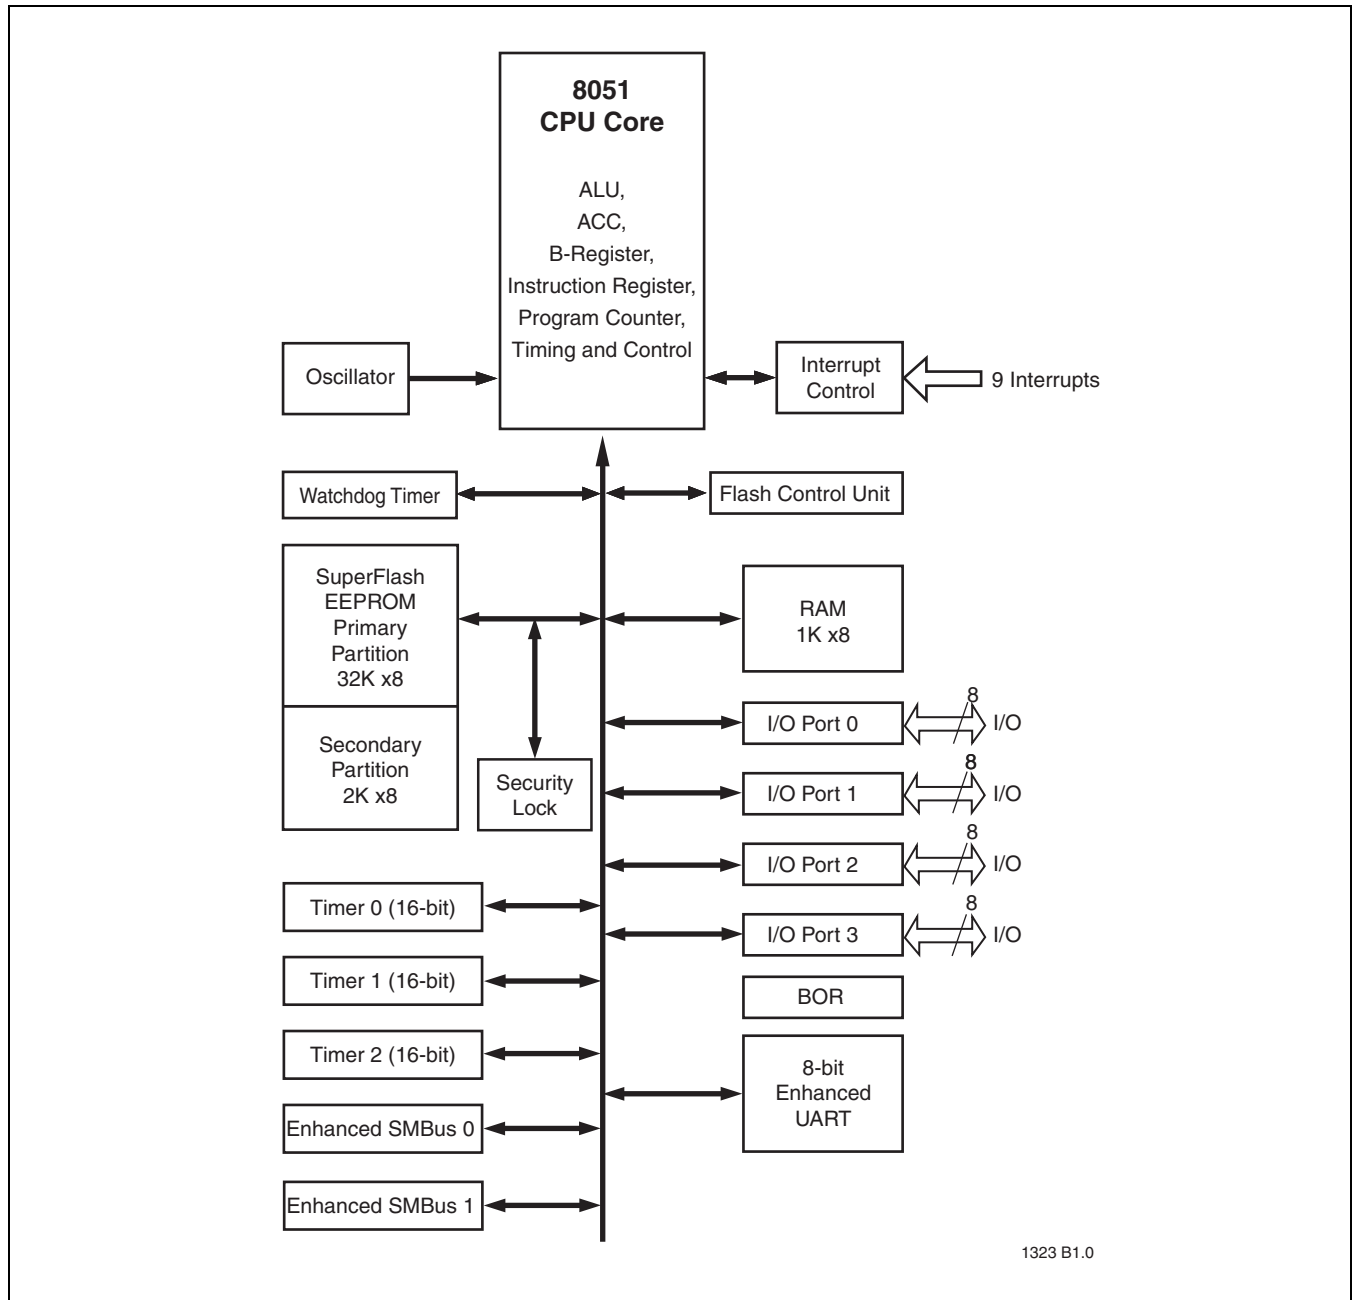 8051
CPU Core
ALU,
ACC,
B-Register,
Instruction Register,
Program Counter,
Timing and Control
Oscillator
Interrupt
Control
9 Interrupts
Watchdog Timer
Flash Control Unit
SuperFlash
EEPROM
Primary
Partition
32K x8
RAM
1K x8
Secondary
Partition
2K x8
Security
Lock
I/O Port 0
8
I/O
I/O Port 1
8
I/O
I/O Port 2
8
I/O
I/O Port 3
8
I/O
Timer 0 (16-bit)
Timer 1 (16-bit)
Timer 2 (16-bit)
Enhanced SMBus 0
Enhanced SMBus 1
BOR
8-bit
Enhanced
UART
1323 B1.0